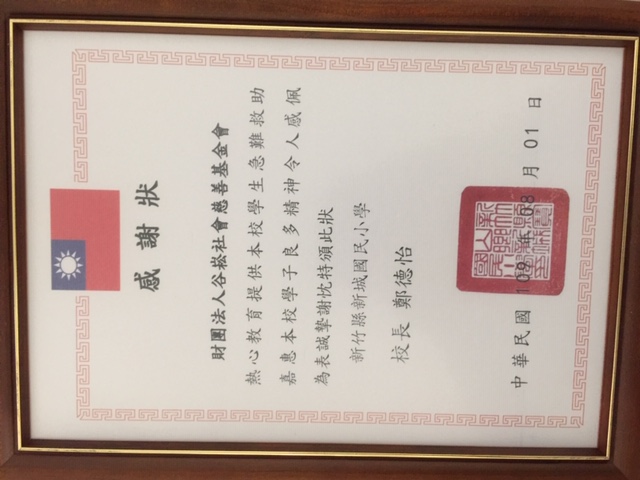 感謝狀
財團法人谷崧社會慈善基金會
熱心教育提供本校學生急難救助
嘉惠本校學子良多精神令人感佩
為表誠摯謝忱特頒此狀
新竹縣新城國民小學
校長 鄭德怡
中華民國 109 年 08 月 01 日